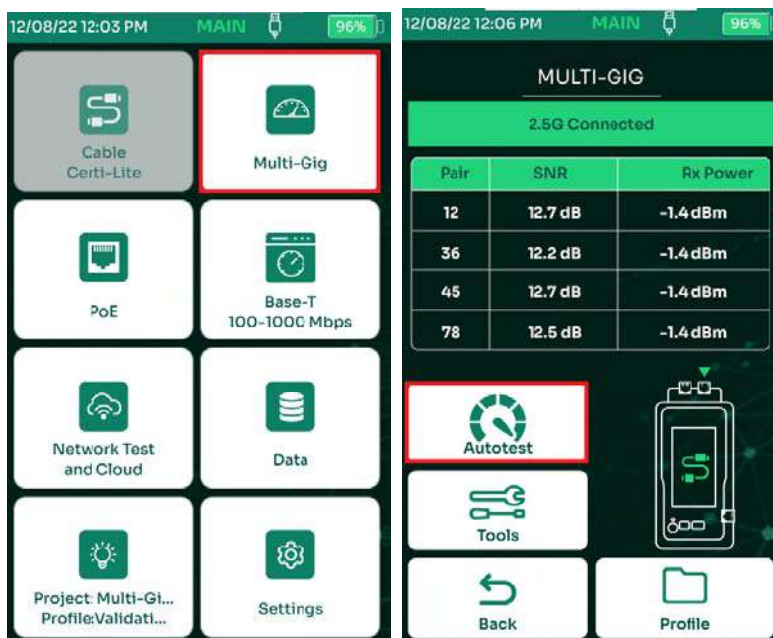 12/08/22 12:03 PM MAIN 96%
Cable
Certi-Lite
Multi-Gig
PoE
Base-T
100-1000 Mbps
Network Test
and Cloud
Data
Project: Multi-Gi...
Profile:Validati...
Settings
12/08/22 12:06 PM MAIN 96%
MULTI-GIG
2.5G Connected
Pair SNR Rx Power
12 12.7 dB -1.4 dBm
36 12.2 dB -1.4 dBm
45 12.7 dB -1.4 dBm
78 12.5 dB -1.4 dBm
Autotest
Tools
Back
Profile